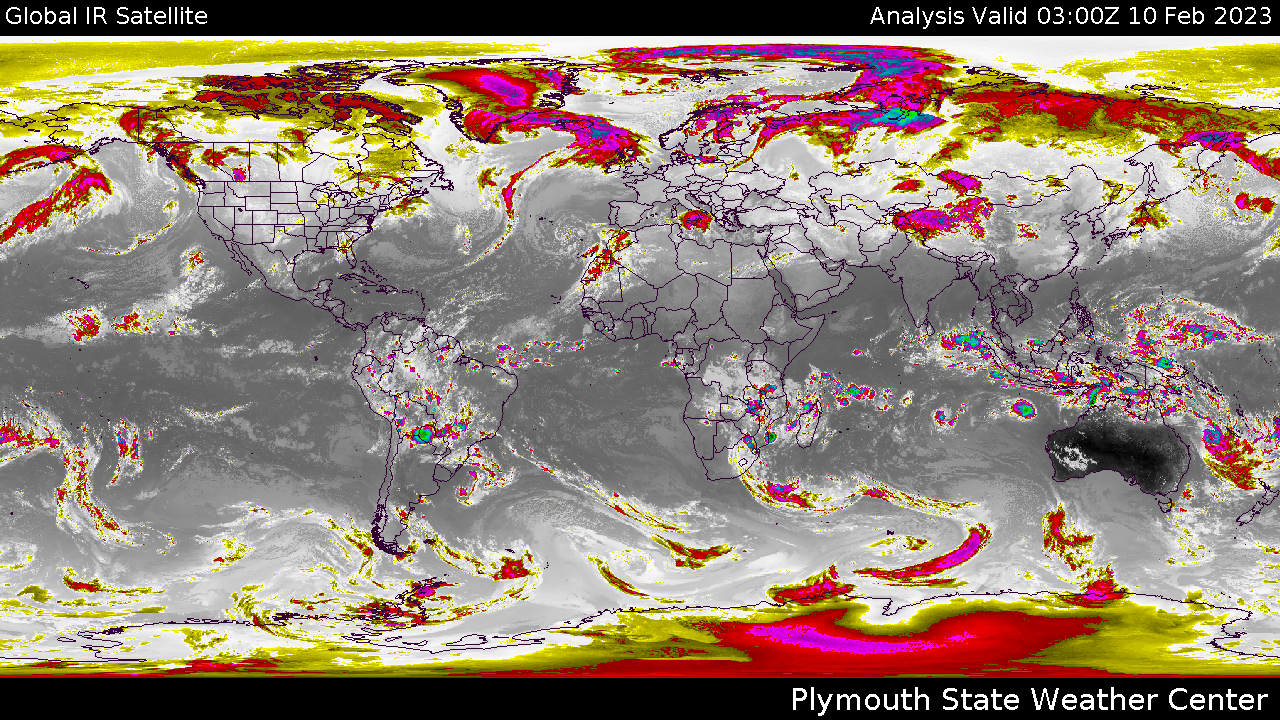 Global IR Satellite
Analysis Valid 03:00Z 10 Feb 2023
Plymouth State Weather Center